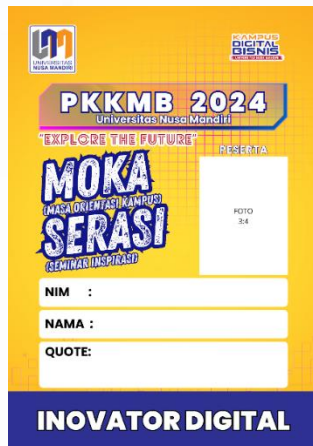 UNIVERSITAS
NUSA MANDIRI
KAMPUS
DIGITAL
BISNIS
PKKMB 2024
Universitas Nusa Mandiri
"EXPLORE THE FUTURE"
PESERTA
MOKA
(MASA ORIENTASI KAMPUS)
SERASI
(SEMINAR INSPIRASI)
FOTO
3:4
NIM :
NAMA :
QUOTE:
INOVATOR DIGITAL